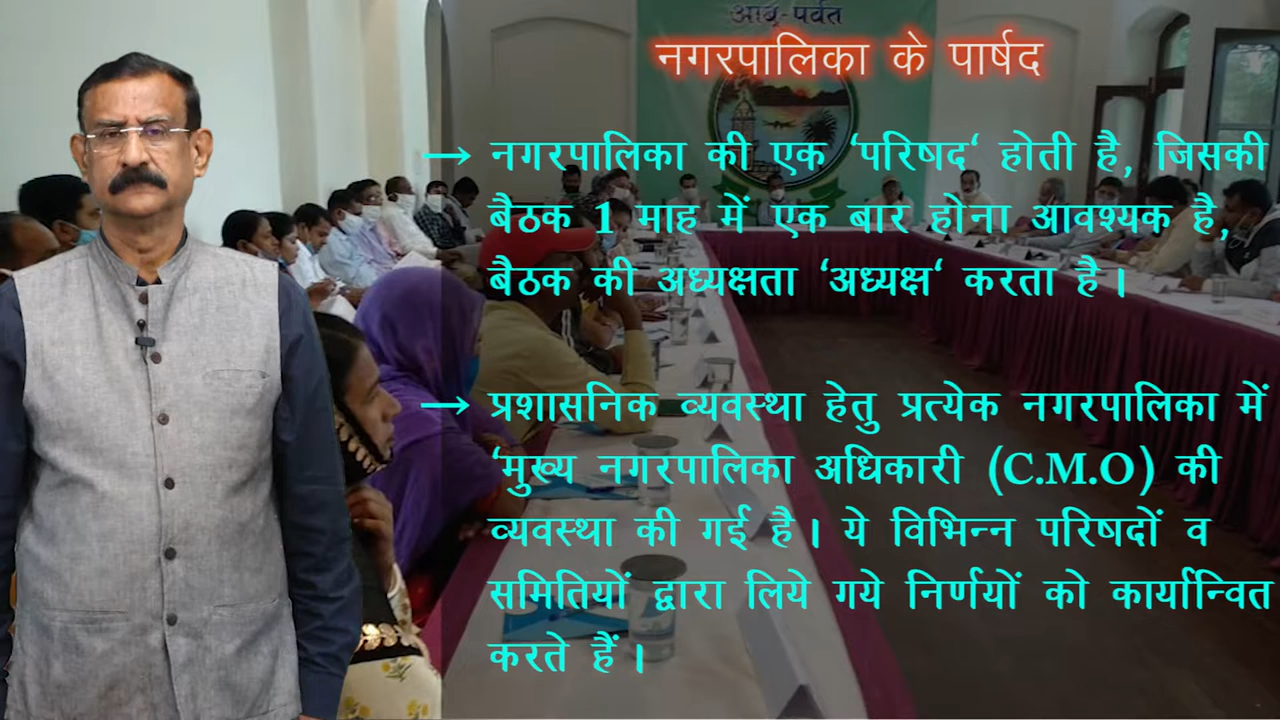 आबू-पर्वत
नगरपालिका के पार्षद
→ नगरपालिका की एक ‘परिषद‘ होती है, जिसकी
बैठक 1 माह में एक बार होना आवश्यक है,
बैठक की अध्यक्षता ‘अध्यक्ष‘ करता है।
→ प्रशासनिक व्यवस्था हेतु प्रत्येक नगरपालिका में
‘मुख्य नगरपालिका अधिकारी (C.M.O) की
व्यवस्था की गई है। ये विभिन्न परिषदों व
समितियों द्वारा लिये गये निर्णयों को कार्यान्वित
करते हैं।